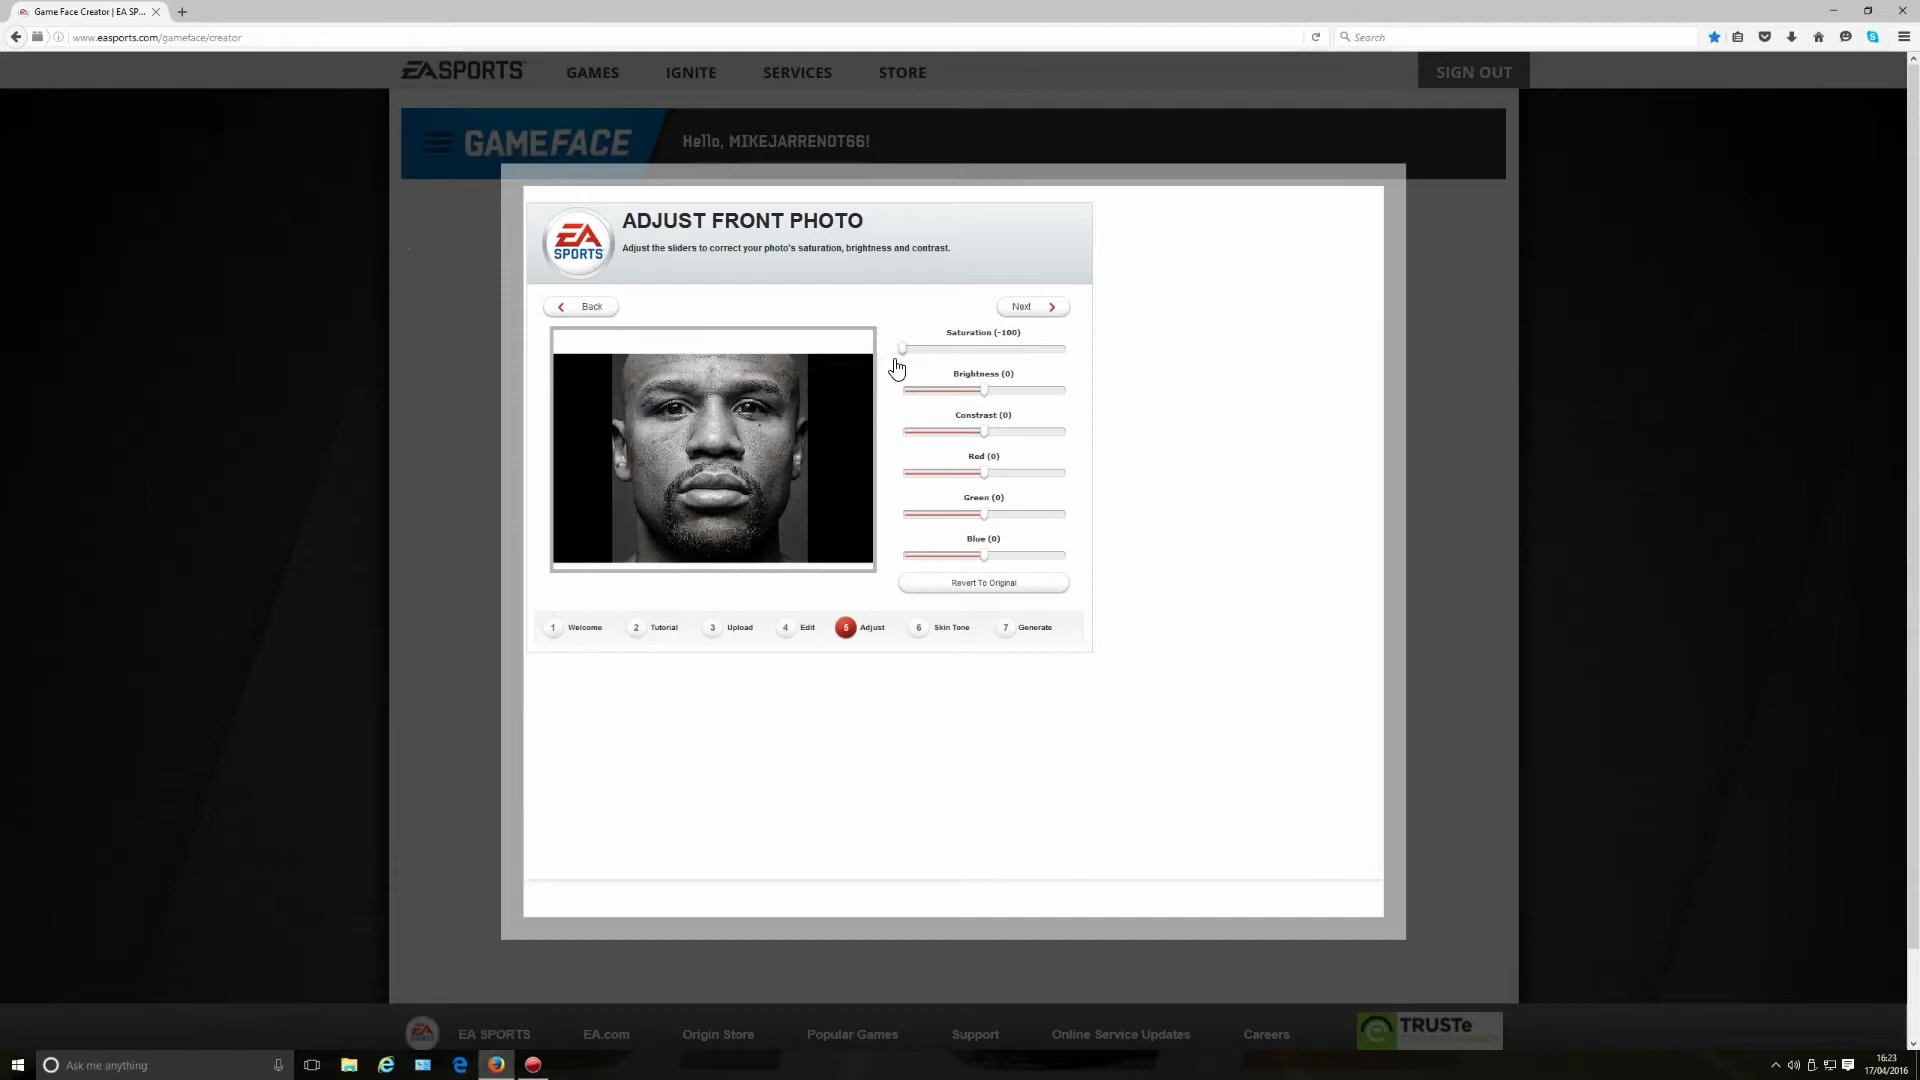 Game Face Creator | EA SP...
www.easports.com/gameface/creator
Search
EA SPORTS
GAMES
IGNITE
SERVICES
STORE
SIGN OUT
GAMEFACE
Hello, MIKEJARRENOT66!
EA SPORTS
ADJUST FRONT PHOTO
Adjust the sliders to correct your photo's saturation, brightness and contrast.
Back
Next
Saturation (-100)
Brightness (0)
Constrast (0)
Red (0)
Green (0)
Blue (0)
Revert To Original
1 Welcome
2 Tutorial
3 Upload
4 Edit
5 Adjust
6 Skin Tone
7 Generate
EA SPORTS
EA.com
Origin Store
Popular Games
Support
Online Service Updates
Careers
TRUSTe
Ask me anything
16:23
17/04/2016